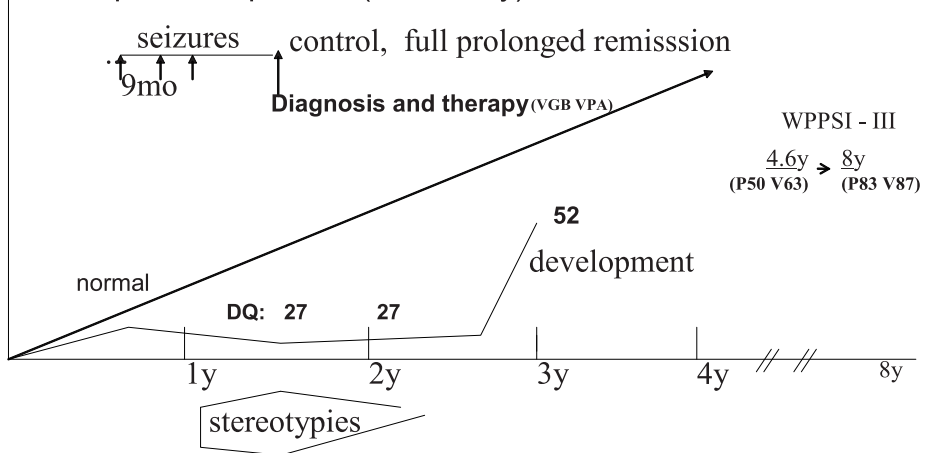 seizures
control, full prolonged remisssion
9mo
Diagnosis and therapy (VGB VPA)
WPPSI - III
4.6y 8y
(P50 V63) (P83 V87)
52
development
normal
DQ: 27 27
1y 2y 3y 4y 8y
stereotypies